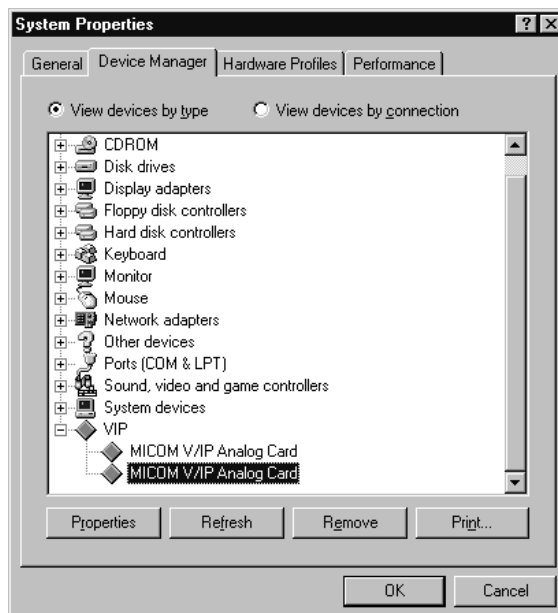 System Properties
General Device Manager Hardware Profiles Performance
View devices by type View devices by connection
CDROM
Disk drives
Display adapters
Floppy disk controllers
Hard disk controllers
Keyboard
Monitor
Mouse
Network adapters
Other devices
Ports (COM & LPT)
Sound, video and game controllers
System devices
VIP
MICOM V/IP Analog Card
MICOM V/IP Analog Card
Properties Refresh Remove Print...
OK Cancel